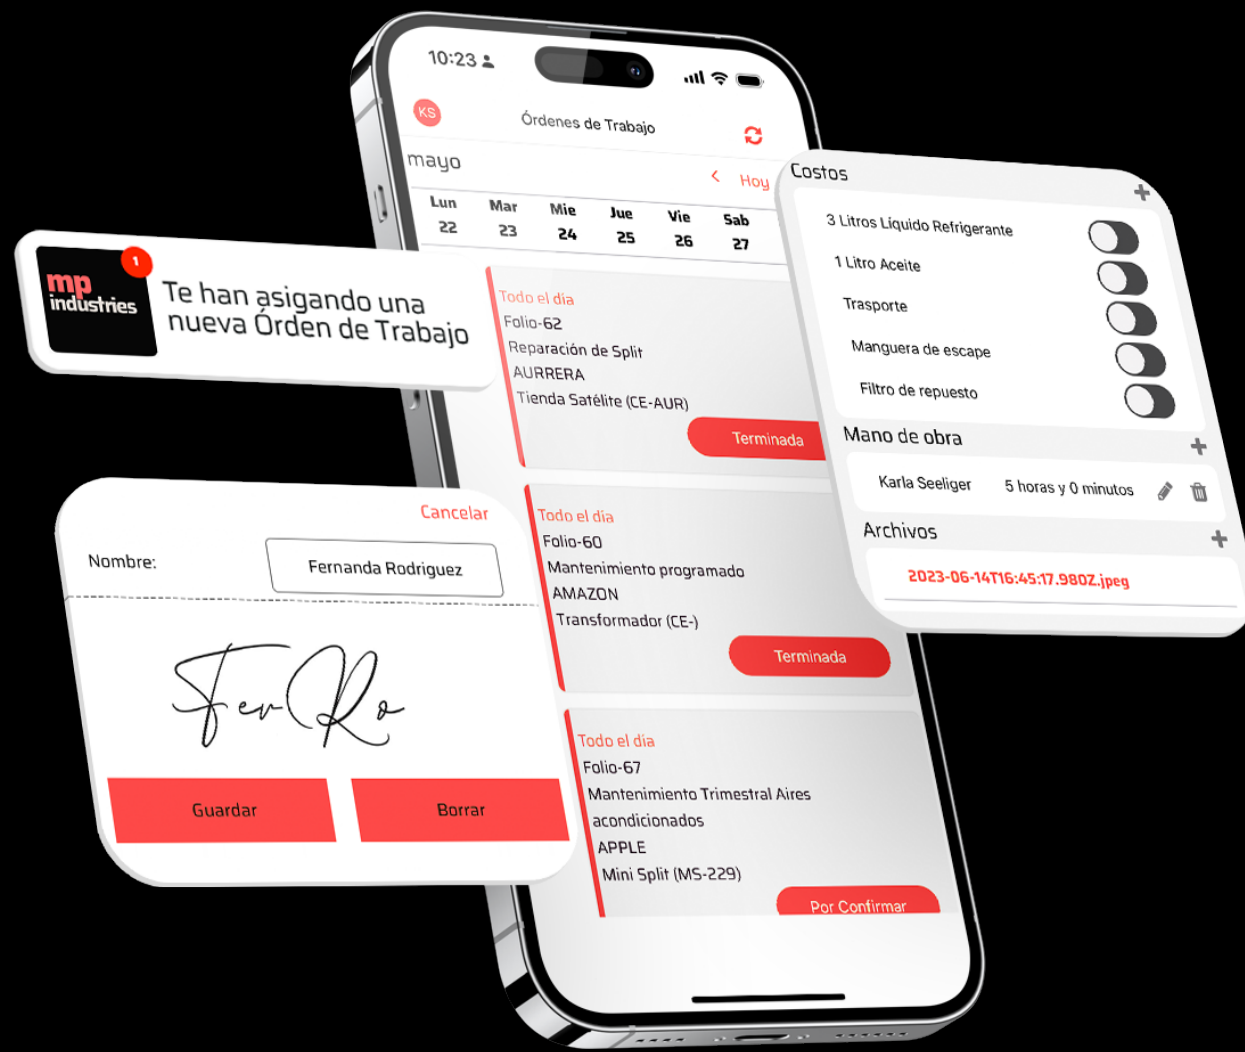 10:23
KS
Órdenes de Trabajo
mayo
Hoy
Lun Mar Mie Jue Vie Sab
22 23 24 25 26 27
1
mp
industries
Te han asigando una
nueva Órden de Trabajo
Todo el dia
Folio-62
Reparación de Split
AURRERA
Tienda Satélite (CE-AUR)
Terminada
Todo el dia
Folio-60
Mantenimiento programado
AMAZON
Transformador (CE-)
Terminada
Todo el dia
Folio-67
Mantenimiento Trimestral Aires
acondicionados
APPLE
Mini Split (MS-229)
Por Confirmar
Costos
3 Litros Líquido Refrigerante
1 Litro Aceite
Trasporte
Manguera de escape
Filtro de repuesto
Mano de obra
Karla Seeliger 5 horas y 0 minutos
Archivos
2023-06-14T16:45:17.980Z.jpeg
Cancelar
Nombre: Fernanda Rodriguez
FerRo
Guardar Borrar